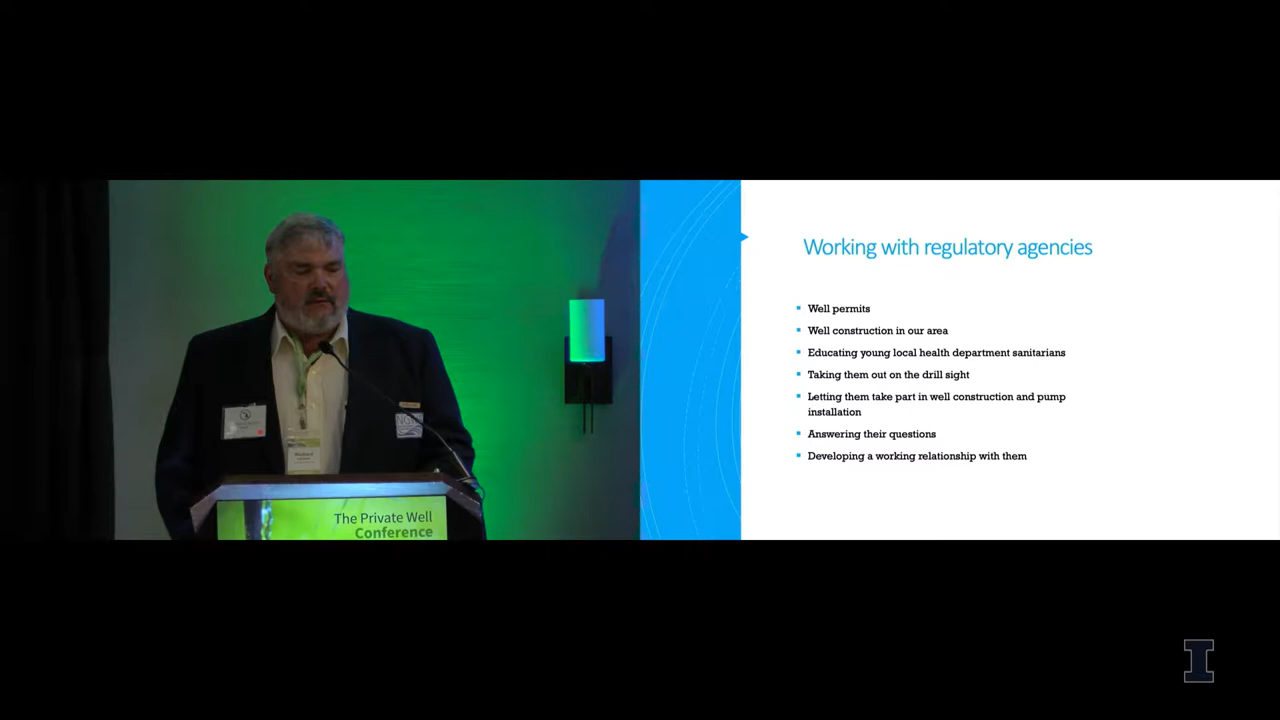 Working with regulatory agencies
Well permits
Well construction in our area
Educating young local health department sanitarians
Taking them out on the drill sight
Letting them take part in well construction and pump
installation
Answering their questions
Developing a working relationship with them
The Private Well
Conference